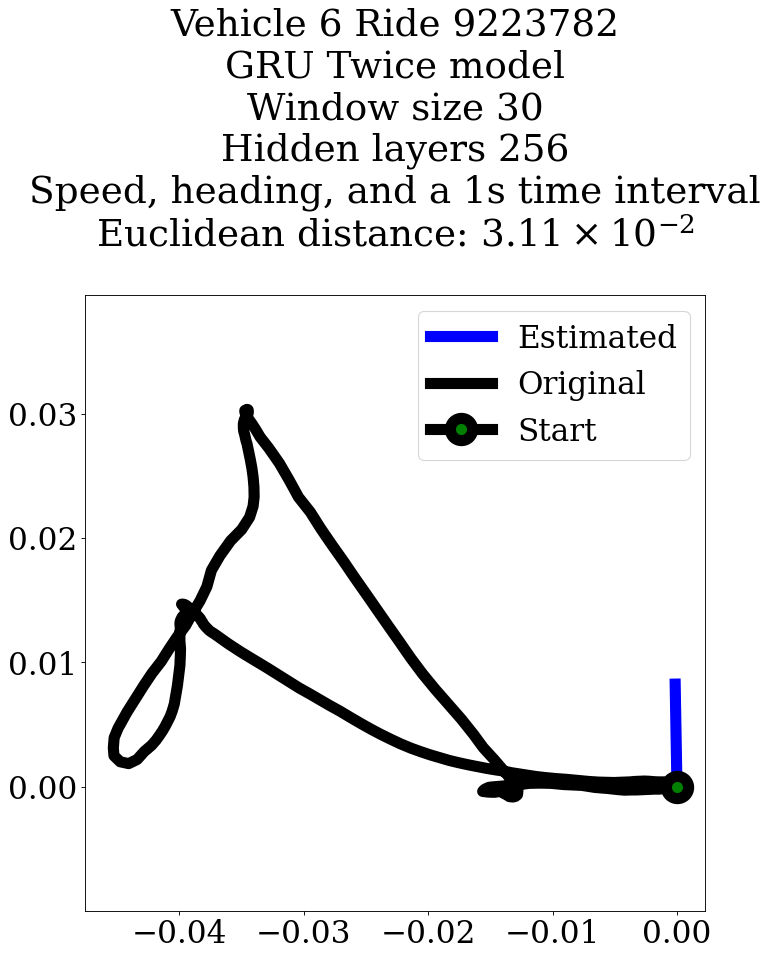 Vehicle 6 Ride 9223782
GRU Twice model
Window size 30
Hidden layers 256
Speed, heading, and a 1s time interval
Euclidean distance: 3.11 × 10⁻²
Estimated
Original
Start
0.03
0.02
0.01
0.00
−0.04 −0.03 −0.02 −0.01 0.00